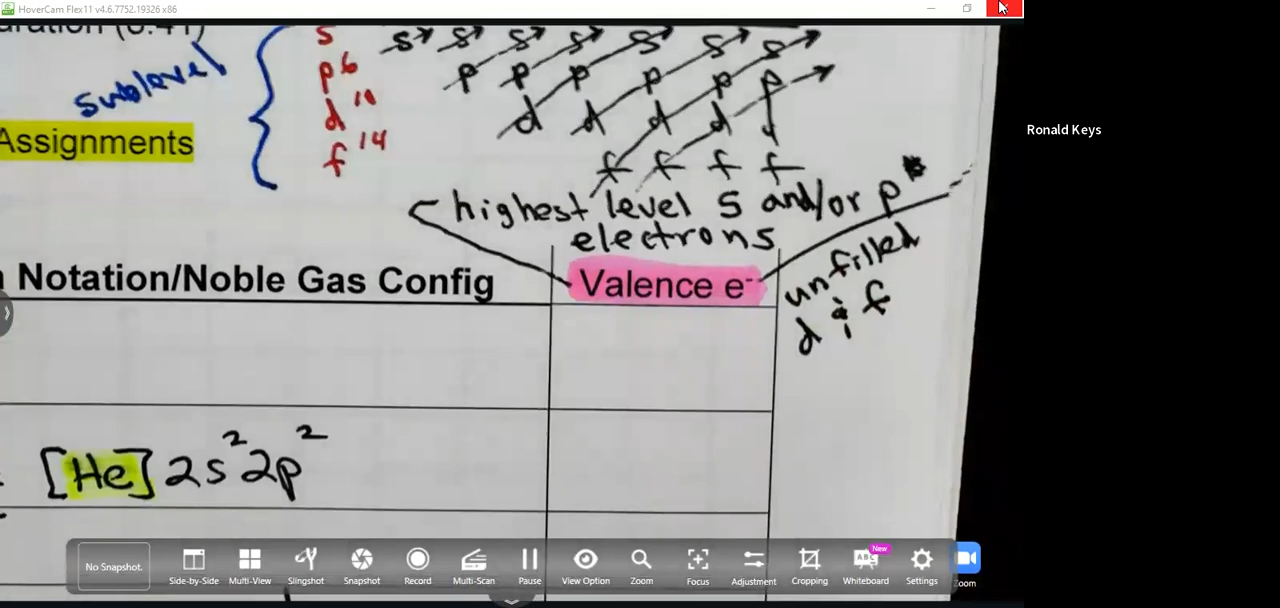 HoverCam Flex11 v4.6.7752.19326 x86
s
p6
d10
f14
sublevel
s s s s s s s
p p p p p p
d d d d
f f f f
Assignments
highest level s and/or p*
electrons
unfilled
d & f
Notation/Noble Gas Config
Valence e-
[He] 2s² 2p²
Ronald Keys
No Snapshot.
Side-by-Side
Multi-View
Slingshot
Snapshot
Record
Multi-Scan
Pause
View Option
Zoom
Focus
Adjustment
Cropping
ABC
New
Whiteboard
Settings
Zoom